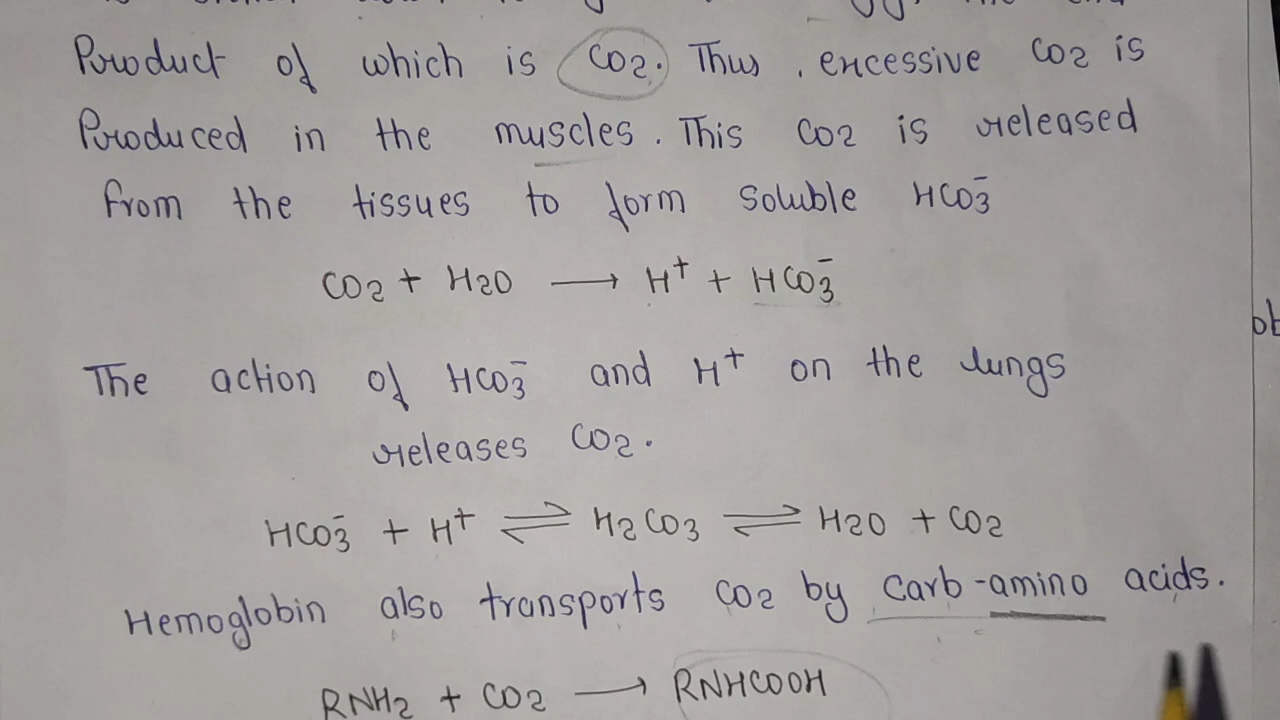 Product of which is CO2. Thus, excessive CO2 is
Produced in the muscles. This CO2 is released
from the tissues to form soluble HCO3⁻
CO2 + H2O ⟶ H⁺ + HCO3⁻
The action of HCO3⁻ and H⁺ on the lungs
releases CO2.
HCO3⁻ + H⁺ ⇌ H2CO3 ⇌ H2O + CO2
Hemoglobin also transports CO2 by carb-amino acids.
RNH2 + CO2 ⟶ RNHCOOH